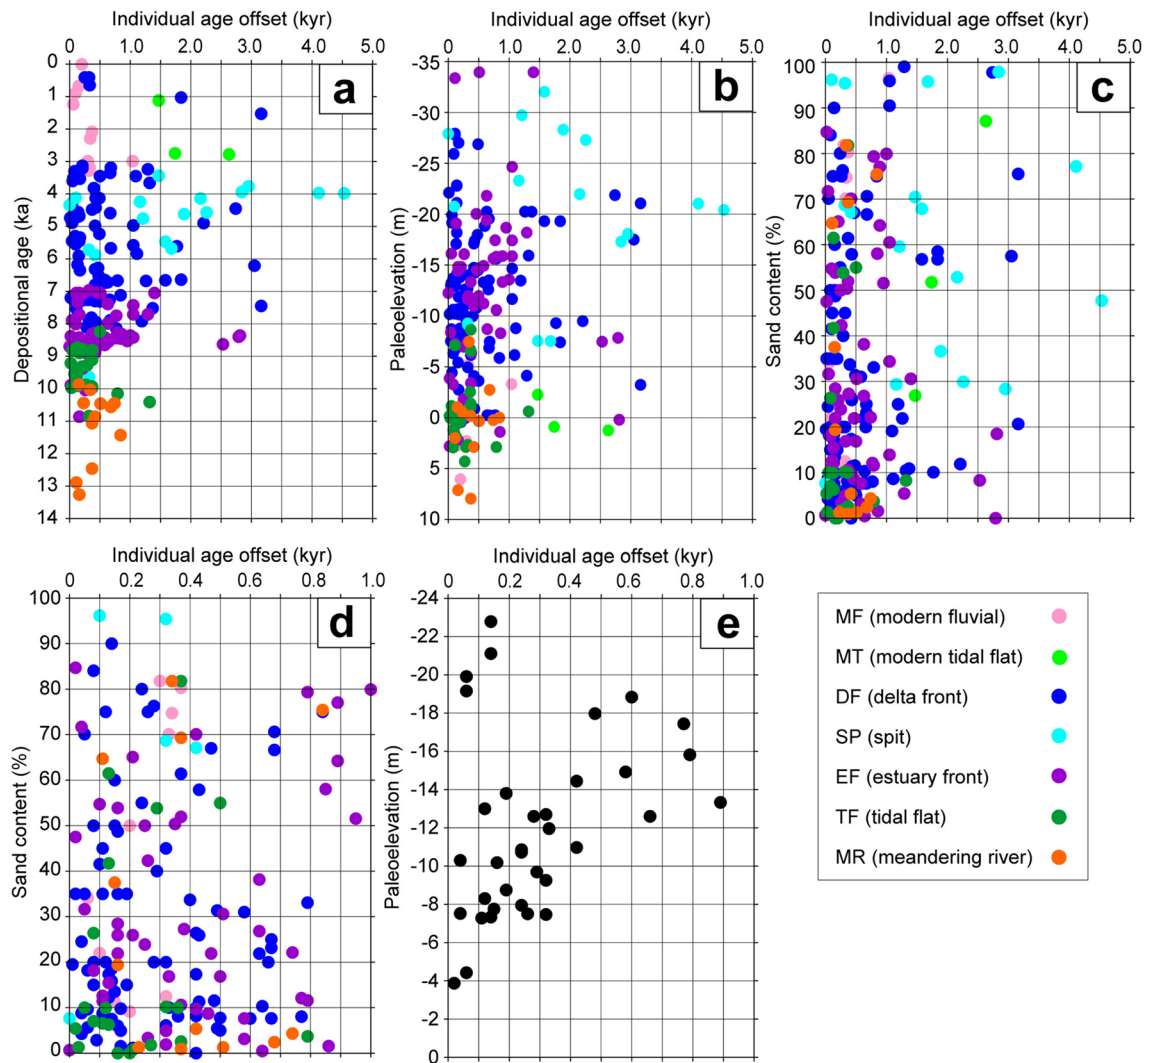 Individual age offset (kyr)
0 1.0 2.0 3.0 4.0 5.0
Depositional age (ka)
0
1
2
3
4
5
6
7
8
9
10
11
12
13
14
a
Individual age offset (kyr)
0 1.0 2.0 3.0 4.0 5.0
Paleoelevation (m)
-35
-30
-25
-20
-15
-10
-5
0
5
10
b
Individual age offset (kyr)
0 1.0 2.0 3.0 4.0 5.0
Sand content (%)
100
90
80
70
60
50
40
30
20
10
0
c
Individual age offset (kyr)
0 0.2 0.4 0.6 0.8 1.0
Sand content (%)
100
90
80
70
60
50
40
30
20
10
0
d
Individual age offset (kyr)
0 0.2 0.4 0.6 0.8 1.0
Paleoelevation (m)
-24
-22
-20
-18
-16
-14
-12
-10
-8
-6
-4
-2
0
e
MF (modern fluvial)
MT (modern tidal flat)
DF (delta front)
SP (spit)
EF (estuary front)
TF (tidal flat)
MR (meandering river)